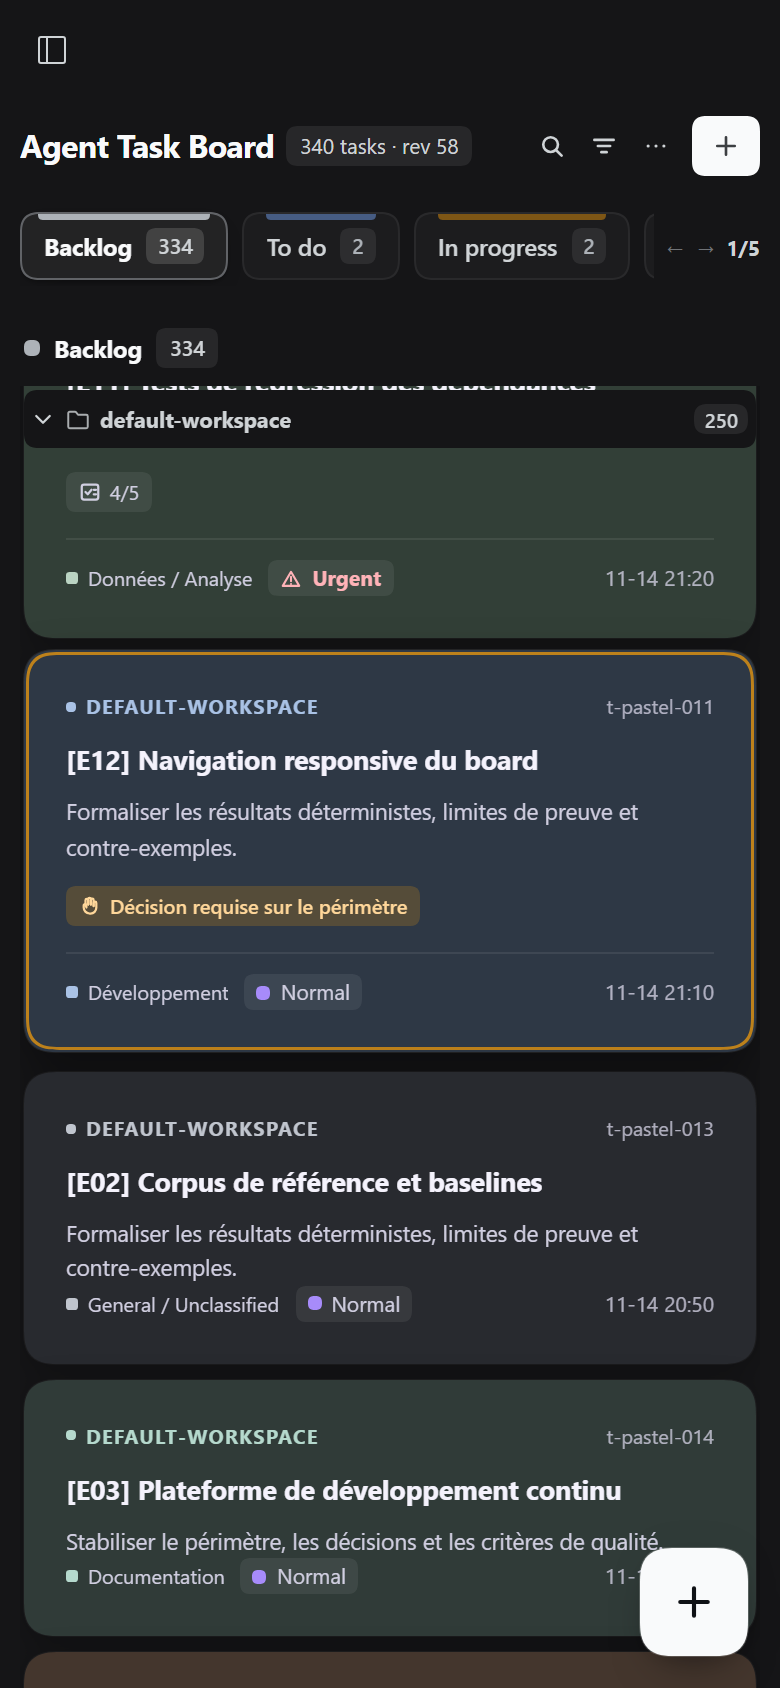 Agent Task Board
340 tasks · rev 58
Backlog 334
To do 2
In progress 2
← → 1/5
Backlog 334
default-workspace 250
4/5
Données / Analyse Urgent 11-14 21:20
DEFAULT-WORKSPACE t-pastel-011
[E12] Navigation responsive du board
Formaliser les résultats déterministes, limites de preuve et
contre-exemples.
Décision requise sur le périmètre
Développement Normal 11-14 21:10
DEFAULT-WORKSPACE t-pastel-013
[E02] Corpus de référence et baselines
Formaliser les résultats déterministes, limites de preuve et
contre-exemples.
General / Unclassified Normal 11-14 20:50
DEFAULT-WORKSPACE t-pastel-014
[E03] Plateforme de développement continu
Stabiliser le périmètre, les décisions et les critères de qualité.
Documentation Normal